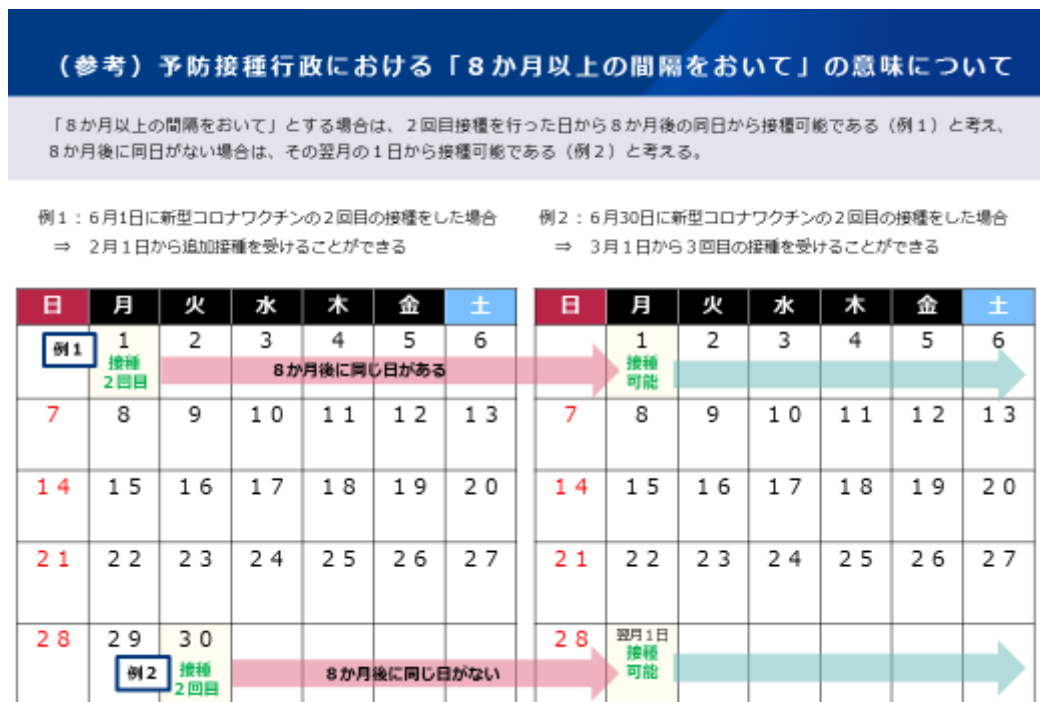 （参考）予防接種行政における「８か月以上の間隔をおいて」の意味について
「８か月以上の間隔をおいて」とする場合は、２回目接種を行った日から８か月後の同日から接種可能である（例１）と考え、
８か月後に同日がない場合は、その翌月の１日から接種可能である（例２）と考える。
例１：６月1日に新型コロナワクチンの２回目の接種をした場合
⇒　２月１日から追加接種を受けることができる
例２：６月30日に新型コロナワクチンの２回目の接種をした場合
⇒　３月１日から３回目の接種を受けることができる
日 月 火 水 木 金 土
例１ 1 2 3 4 5 6
接種
２回目
８か月後に同じ日がある
7 8 9 10 11 12 13
14 15 16 17 18 19 20
21 22 23 24 25 26 27
28 29 30
例２ 接種
２回目
８か月後に同じ日がない
日 月 火 水 木 金 土
1 2 3 4 5 6
接種
可能
7 8 9 10 11 12 13
14 15 16 17 18 19 20
21 22 23 24 25 26 27
28 翌月１日
接種
可能